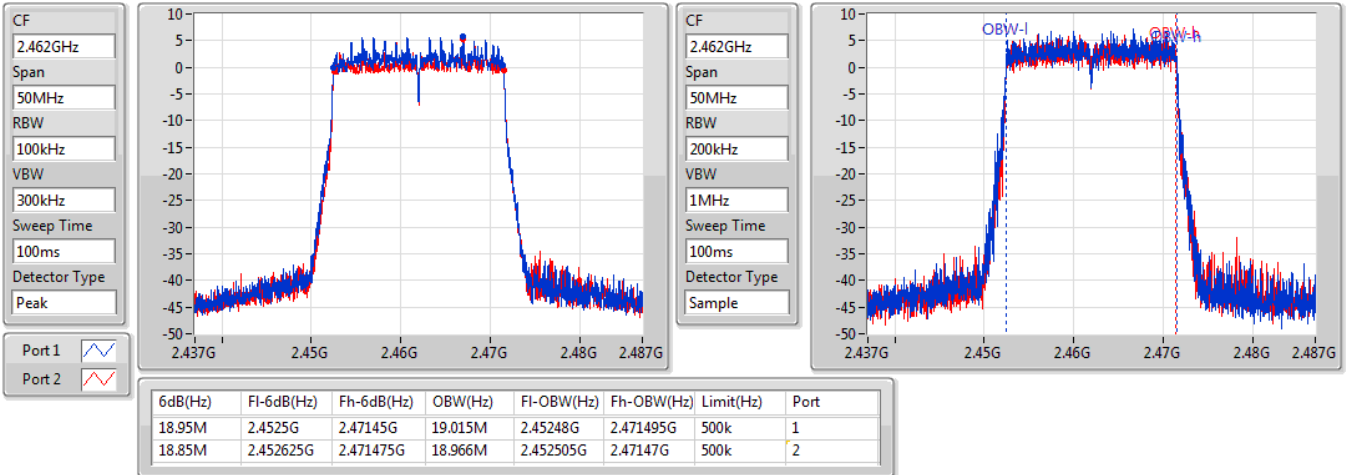 CF
2.462GHz
Span
50MHz
RBW
100kHz
VBW
300kHz
Sweep Time
100ms
Detector Type
Peak
Port 1
Port 2
10
5
0
-5
-10
-15
-20
-25
-30
-35
-40
-45
-50
2.437G 2.45G 2.46G 2.47G 2.48G 2.487G
CF
2.462GHz
Span
50MHz
RBW
200kHz
VBW
1MHz
Sweep Time
100ms
Detector Type
Sample
10
5
0
-5
-10
-15
-20
-25
-30
-35
-40
-45
-50
OBW-l OBW-h
OBW-h
2.437G 2.45G 2.46G 2.47G 2.48G 2.487G
6dB(Hz) Fl-6dB(Hz) Fh-6dB(Hz) OBW(Hz) Fl-OBW(Hz) Fh-OBW(Hz) Limit(Hz) Port
18.95M 2.4525G 2.47145G 19.015M 2.45248G 2.471495G 500k 1
18.85M 2.452625G 2.471475G 18.966M 2.452505G 2.47147G 500k 2